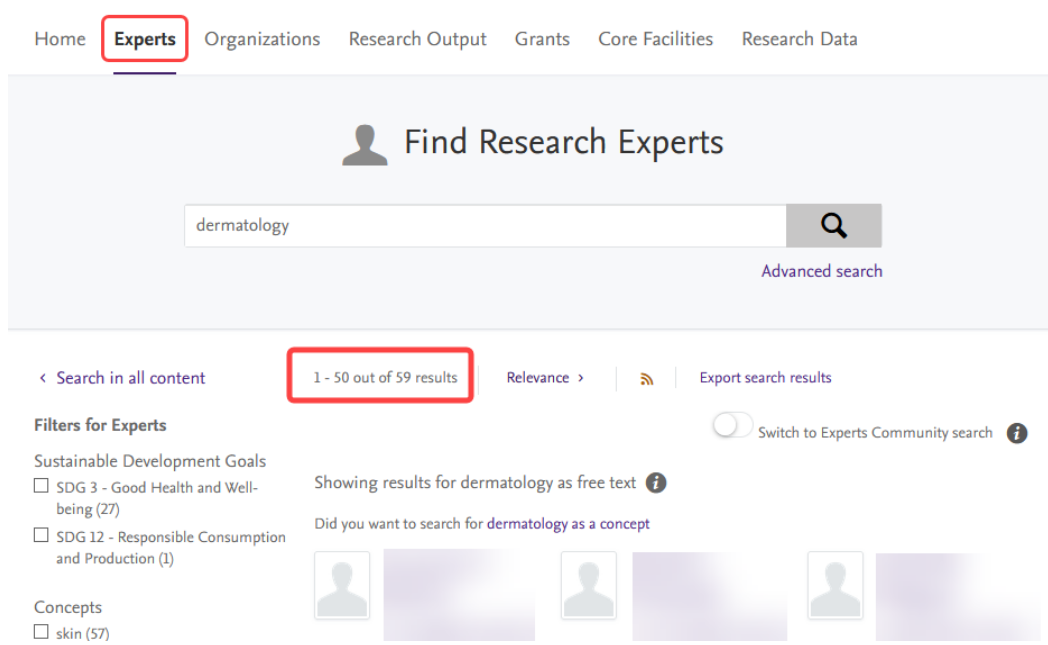 Home Experts Organizations Research Output Grants Core Facilities Research Data
Find Research Experts
dermatology
Advanced search
‹ Search in all content
1 - 50 out of 59 results
Relevance ›
Export search results
Filters for Experts
Switch to Experts Community search
Sustainable Development Goals
SDG 3 - Good Health and Well-
being (27)
SDG 12 - Responsible Consumption
and Production (1)
Concepts
skin (57)
Showing results for dermatology as free text
Did you want to search for dermatology as a concept